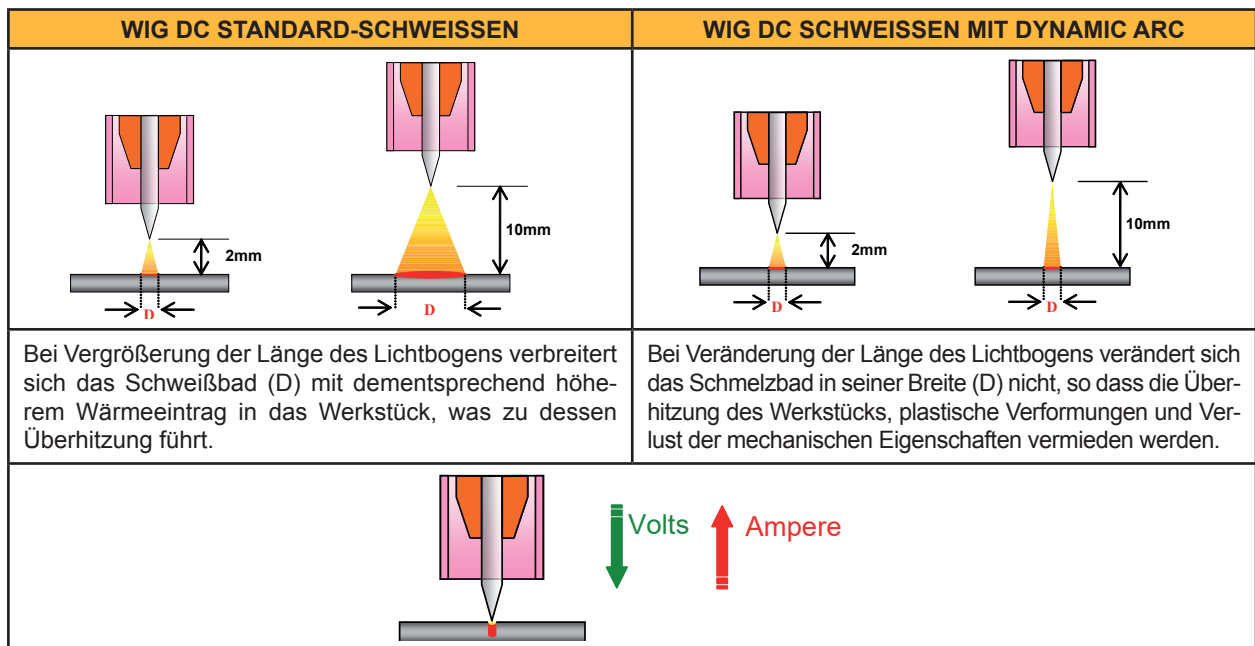 WIG DC STANDARD-SCHWEISSEN
WIG DC SCHWEISSEN MIT DYNAMIC ARC
2mm
D
10mm
D
2mm
D
10mm
D
Bei Vergrößerung der Länge des Lichtbogens verbreitert
sich das Schweißbad (D) mit dementsprechend höhe-
rem Wärmeeintrag in das Werkstück, was zu dessen
Überhitzung führt.
Bei Veränderung der Länge des Lichtbogens verändert sich
das Schmelzbad in seiner Breite (D) nicht, so dass die Über-
hitzung des Werkstücks, plastische Verformungen und Ver-
lust der mechanischen Eigenschaften vermieden werden.
Volts
Ampere